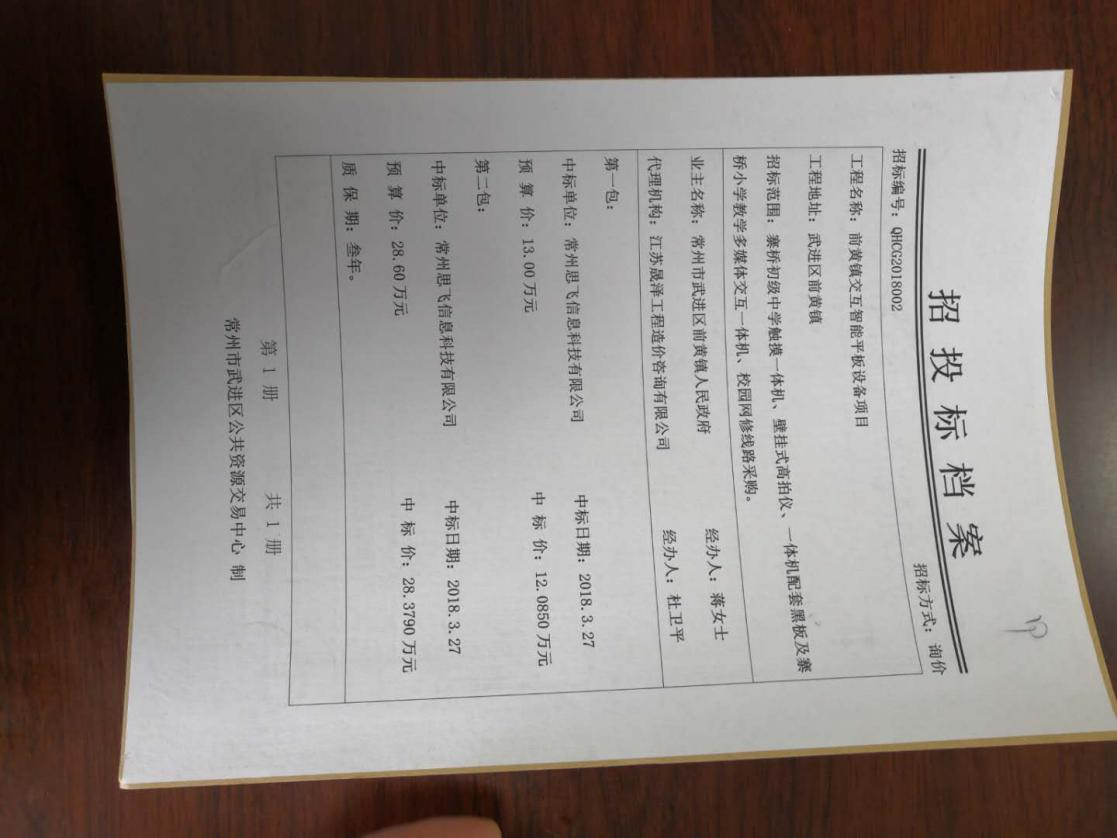 招投标档案
招标编号：QHCG2018002 招标方式：询价
工程名称：前黄镇交互智能平板设备项目
工程地址：武进区前黄镇
招标范围：寨桥初级中学触摸一体机、壁挂式高拍仪、一体机配套黑板及寨
桥小学教学多媒体交互一体机、校园网修线路采购。
业主名称：常州市武进区前黄镇人民政府 经办人：蒋女士
代理机构：江苏晟泽工程造价咨询有限公司 经办人：杜卫平
第一包：
中标单位：常州思飞信息科技有限公司 中标日期：2018.3.27
预 算 价：13.00万元 中 标 价：12.0850万元
第二包：
中标单位：常州思飞信息科技有限公司 中标日期：2018.3.27
预 算 价：28.60万元 中 标 价：28.3790万元
质 保 期：叁年。
第 1 册 共 1 册
常州市武进区公共资源交易中心 制